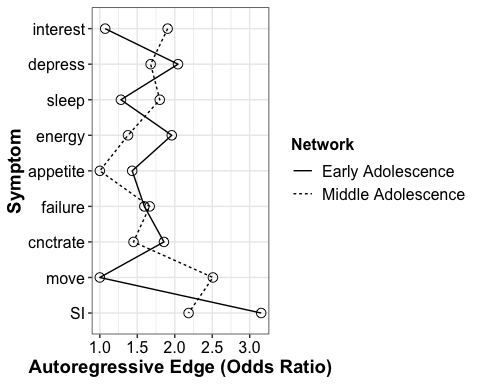 interest
depress
sleep
energy
appetite
failure
cnctrate
move
SI
Symptom
1.0 1.5 2.0 2.5 3.0
Autoregressive Edge (Odds Ratio)
Network
Early Adolescence
Middle Adolescence